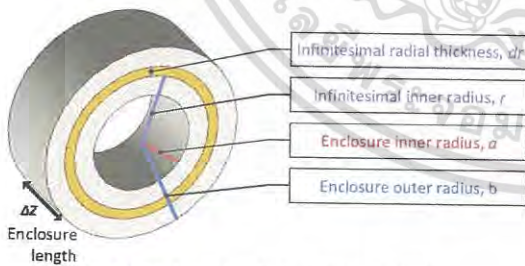 Infinitesimal radial thickness, dr
Infinitesimal inner radius, r
Enclosure inner radius, a
Enclosure outer radius, b
ΔZ
Enclosure
length